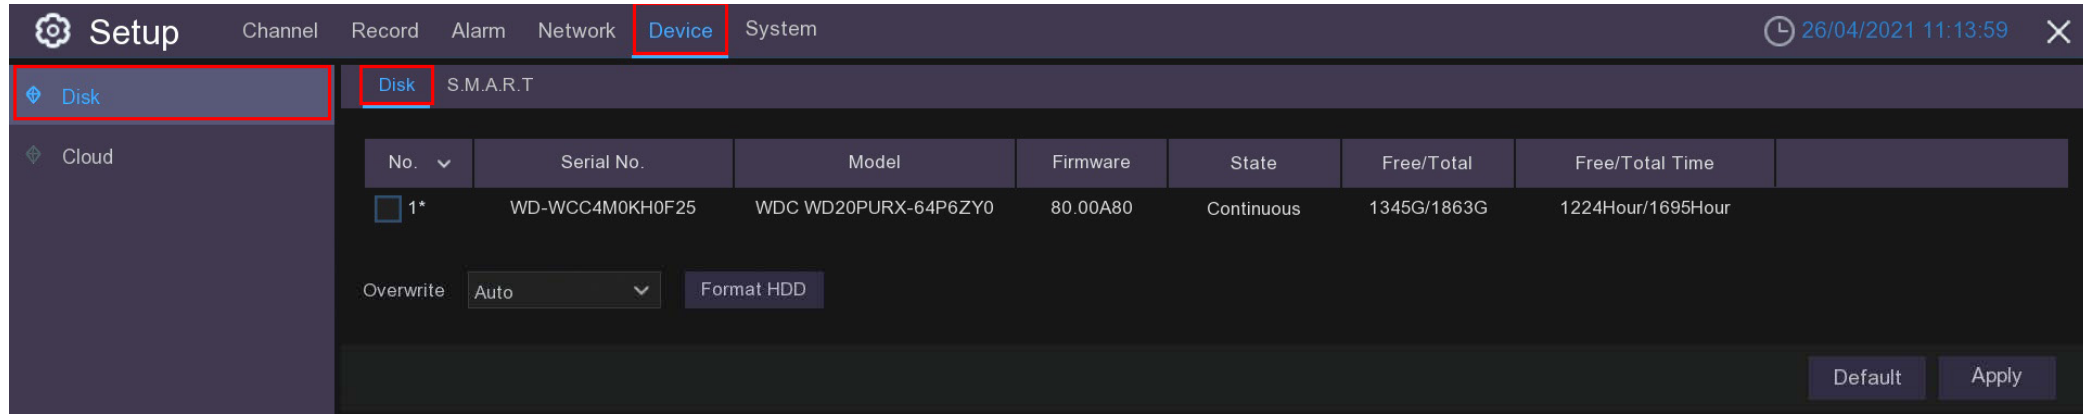 Setup Channel Record Alarm Network Device System 26/04/2021 11:13:59
Disk
Cloud
Disk S.M.A.R.T
No. Serial No. Model Firmware State Free/Total Free/Total Time
1* WD-WCC4M0KH0F25 WDC WD20PURX-64P6ZY0 80.00A80 Continuous 1345G/1863G 1224Hour/1695Hour
Overwrite Auto Format HDD
Default Apply